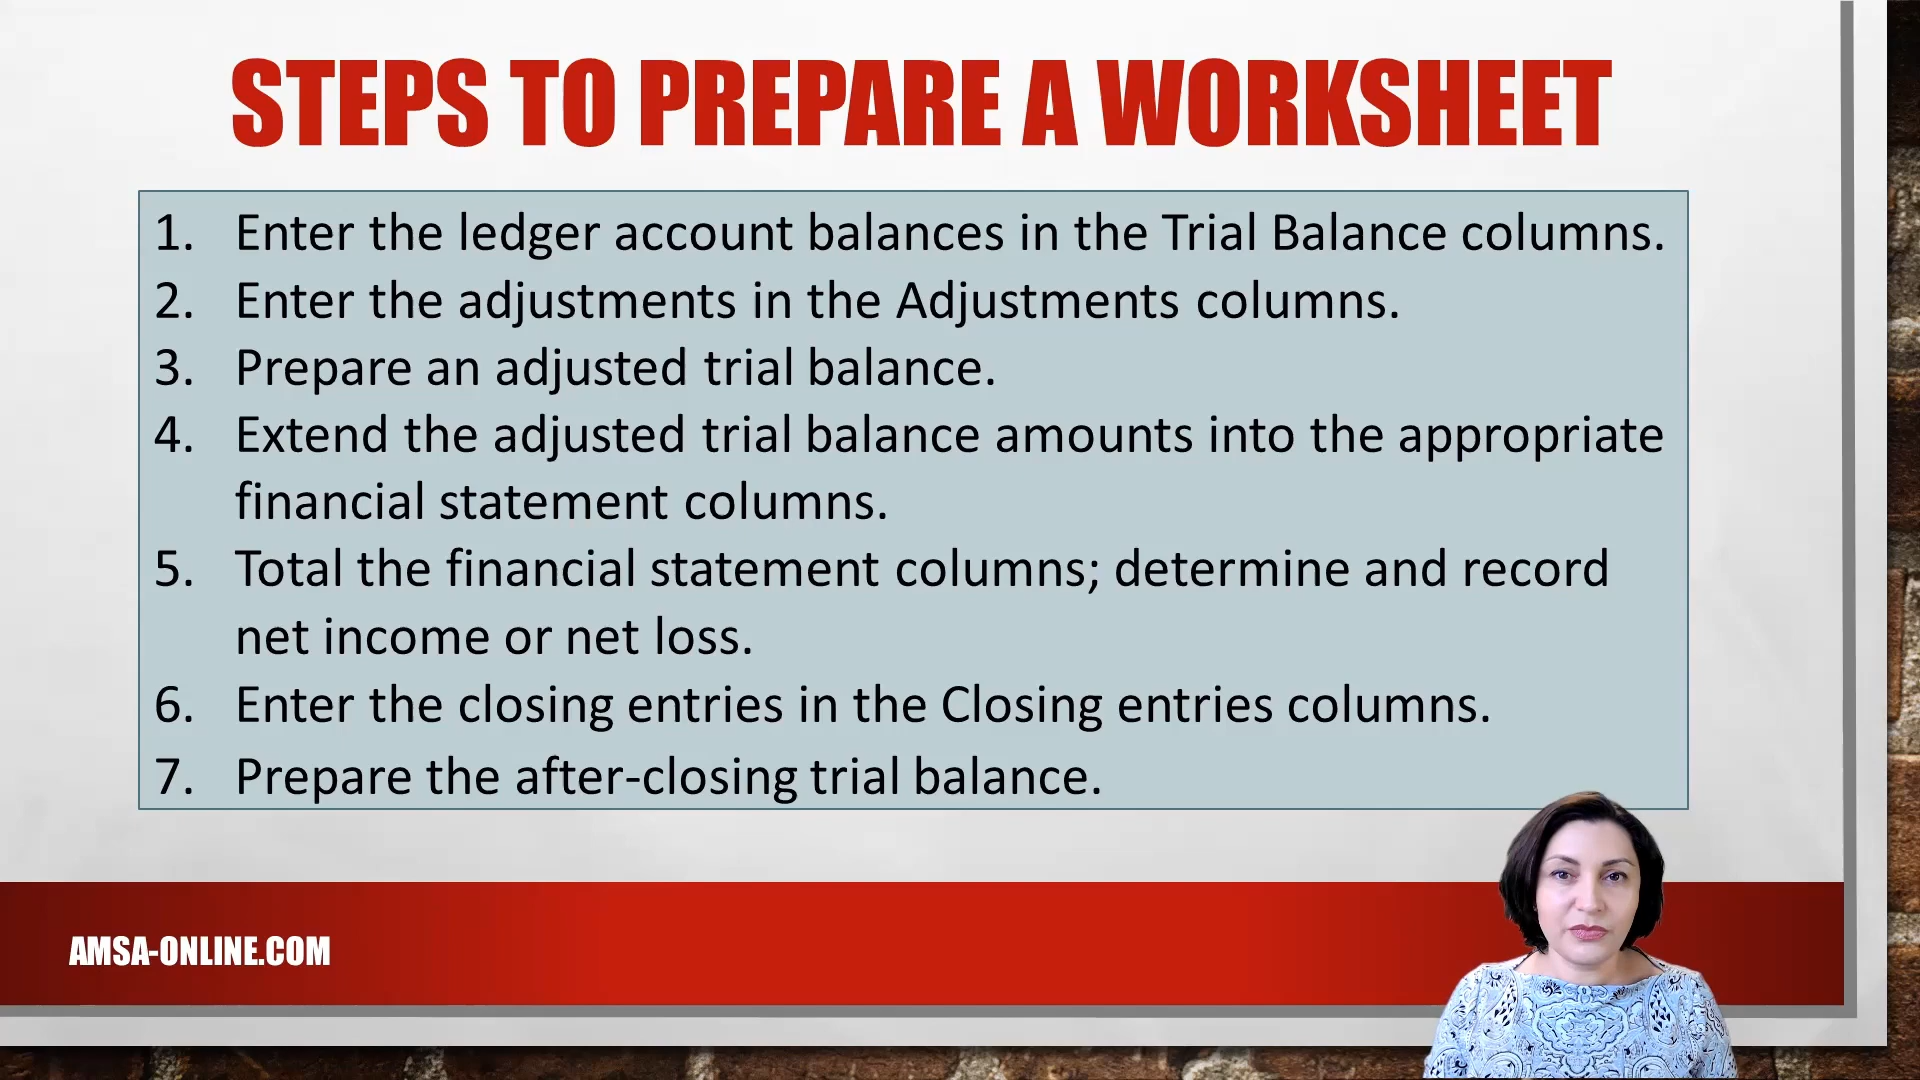 STEPS TO PREPARE A WORKSHEET
1. Enter the ledger account balances in the Trial Balance columns.
2. Enter the adjustments in the Adjustments columns.
3. Prepare an adjusted trial balance.
4. Extend the adjusted trial balance amounts into the appropriate
financial statement columns.
5. Total the financial statement columns; determine and record
net income or net loss.
6. Enter the closing entries in the Closing entries columns.
7. Prepare the after-closing trial balance.
AMSA-ONLINE.COM